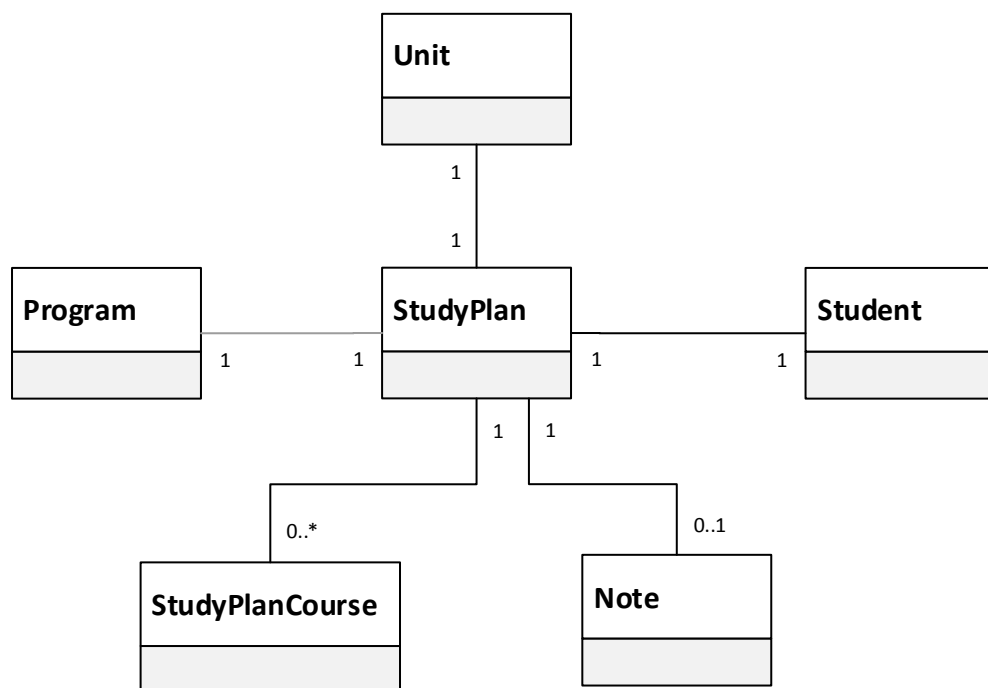 Unit
1
1
Program
StudyPlan
Student
1
1
1
1
1
1
0..*
0..1
StudyPlanCourse
Note